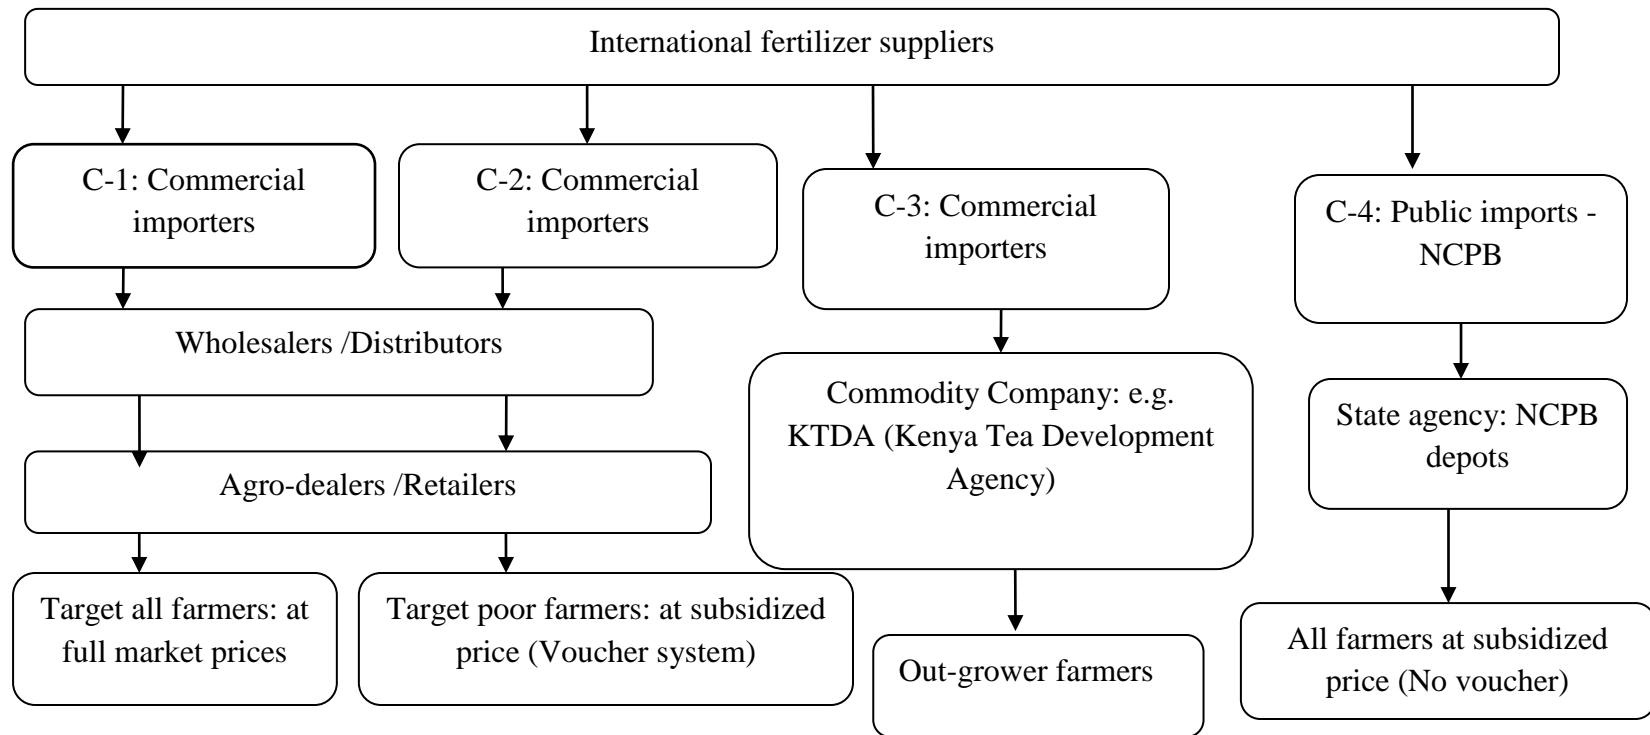 International fertilizer suppliers
C-1: Commercial
importers
C-2: Commercial
importers
C-3: Commercial
importers
C-4: Public imports -
NCPB
Wholesalers /Distributors
Commodity Company: e.g.
KTDA (Kenya Tea Development
Agency)
State agency: NCPB
depots
Agro-dealers /Retailers
Target all farmers: at
full market prices
Target poor farmers: at subsidized
price (Voucher system)
Out-grower farmers
All farmers at subsidized
price (No voucher)